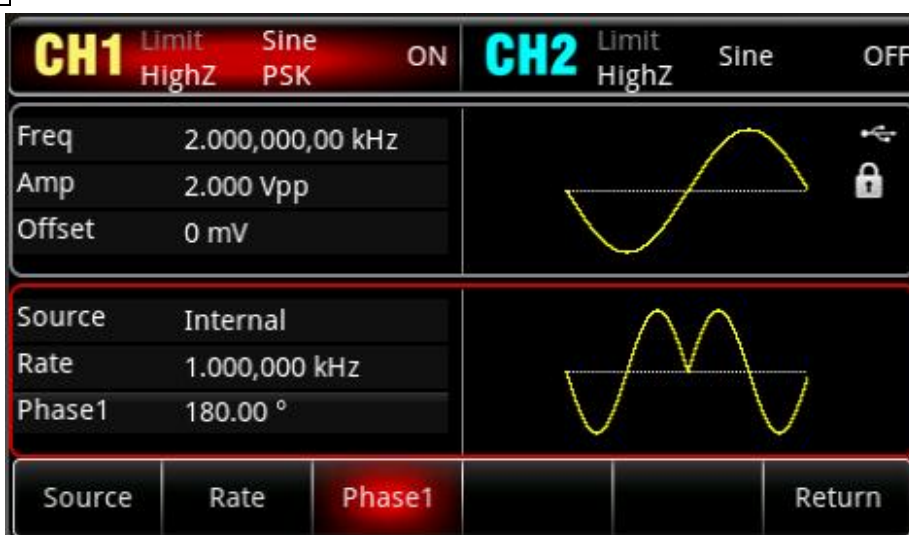 CH1 Limit Sine ON CH2 Limit Sine OFF
HighZ PSK HighZ
Freq 2.000,000,00 kHz
Amp 2.000 Vpp
Offset 0 mV
Source Internal
Rate 1.000,000 kHz
Phase1 180.00 °
Source Rate Phase1 Return